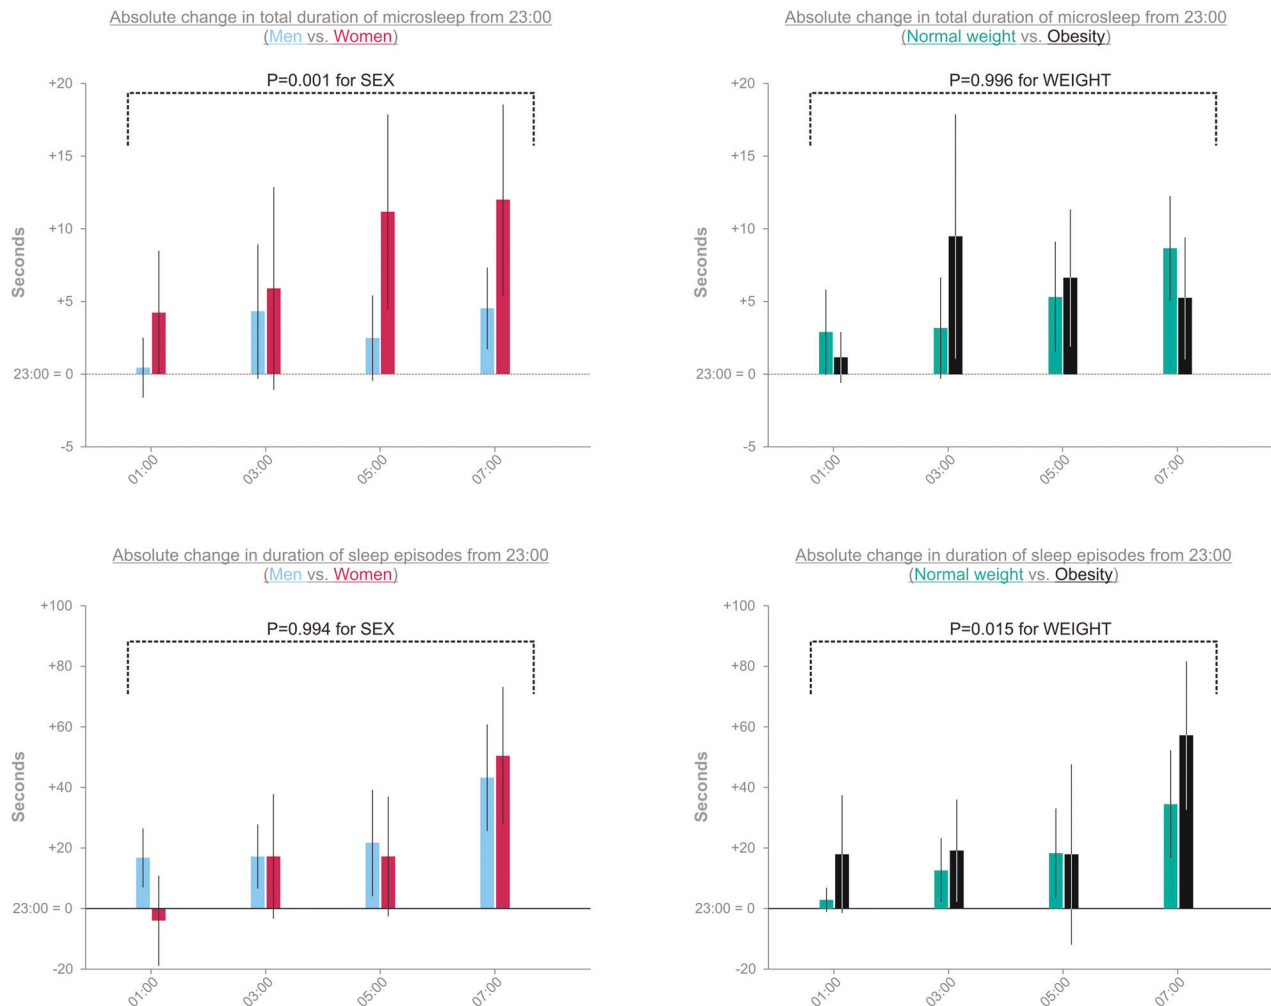 Absolute change in total duration of microsleep from 23:00
(Men vs. Women)
P=0.001 for SEX
Seconds
+20
+15
+10
+5
23:00 = 0
-5
01:00
03:00
05:00
07:00
Absolute change in total duration of microsleep from 23:00
(Normal weight vs. Obesity)
P=0.996 for WEIGHT
Seconds
+20
+15
+10
+5
23:00 = 0
-5
01:00
03:00
05:00
07:00
Absolute change in duration of sleep episodes from 23:00
(Men vs. Women)
P=0.994 for SEX
Seconds
+100
+80
+60
+40
+20
23:00 = 0
-20
01:00
03:00
05:00
07:00
Absolute change in duration of sleep episodes from 23:00
(Normal weight vs. Obesity)
P=0.015 for WEIGHT
Seconds
+100
+80
+60
+40
+20
23:00 = 0
-20
01:00
03:00
05:00
07:00